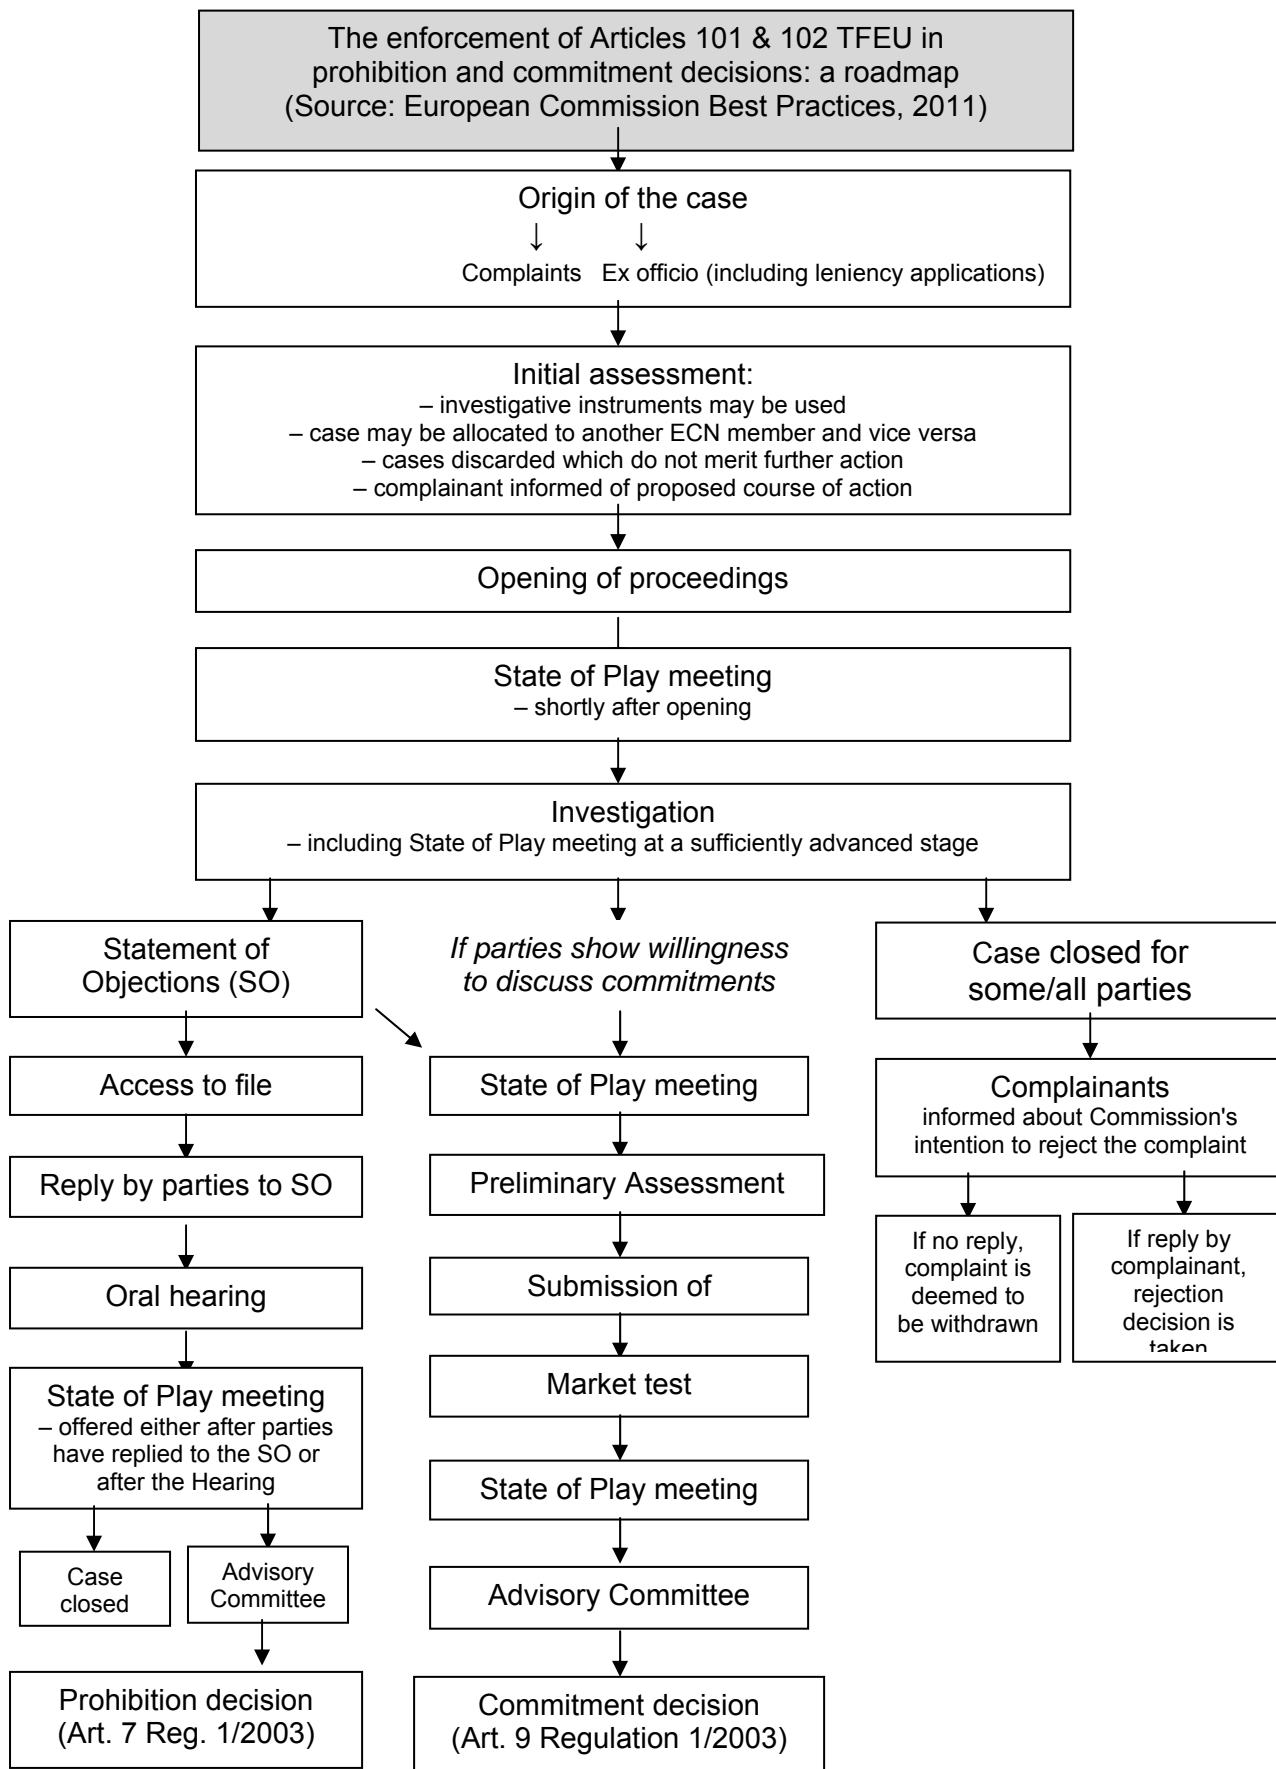 The enforcement of Articles 101 & 102 TFEU in
prohibition and commitment decisions: a roadmap
(Source: European Commission Best Practices, 2011)
Origin of the case
↓ ↓
Complaints Ex officio (including leniency applications)
Initial assessment:
– investigative instruments may be used
– case may be allocated to another ECN member and vice versa
– cases discarded which do not merit further action
– complainant informed of proposed course of action
Opening of proceedings
State of Play meeting
– shortly after opening
Investigation
– including State of Play meeting at a sufficiently advanced stage
Statement of
Objections (SO)
Access to file
Reply by parties to SO
Oral hearing
State of Play meeting
– offered either after parties
have replied to the SO or
after the Hearing
Case
closed
Advisory
Committee
Prohibition decision
(Art. 7 Reg. 1/2003)
If parties show willingness
to discuss commitments
State of Play meeting
Preliminary Assessment
Submission of
Market test
State of Play meeting
Advisory Committee
Commitment decision
(Art. 9 Regulation 1/2003)
Case closed for
some/all parties
Complainants
informed about Commission's
intention to reject the complaint
If no reply,
complaint is
deemed to
be withdrawn
If reply by
complainant,
rejection
decision is
taken